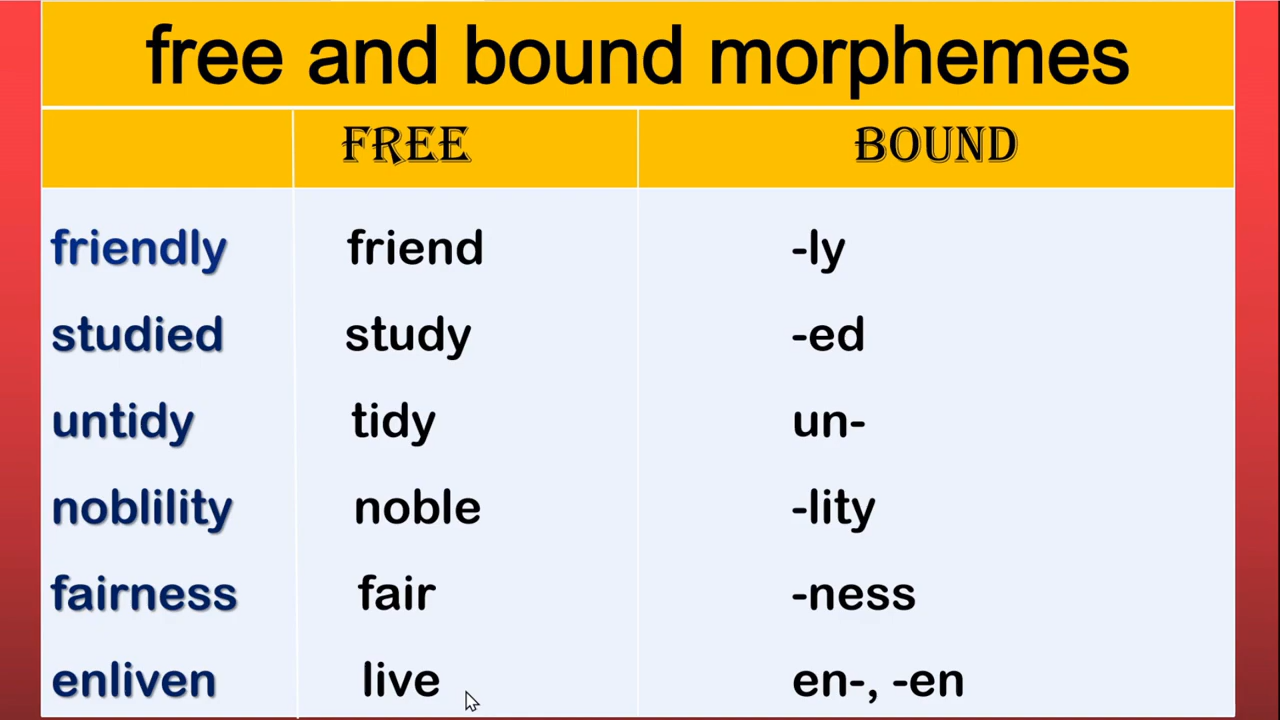 free and bound morphemes
FREE BOUND
friendly friend -ly
studied study -ed
untidy tidy un-
noblility noble -lity
fairness fair -ness
enliven live en-, -en